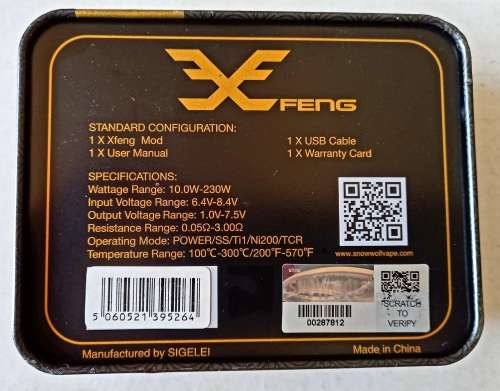 XFENG
STANDARD CONFIGURATION:
1 X Xfeng Mod
1 X USB Cable
1 X User Manual
1 X Warranty Card
SPECIFICATIONS:
Wattage Range: 10.0W-230W
Input Voltage Range: 6.4V-8.4V
Output Voltage Range: 1.0V-7.5V
Resistance Range: 0.05Ω-3.00Ω
Operating Mode: POWER/SS/Ti1/Ni200/TCR
Temperature Range: 100℃-300℃/200℉-570℉
www.snowwolfvape.com
5 060521 395264
00287812
SCRATCH
TO
VERIFY
Manufactured by SIGELEI
Made in China